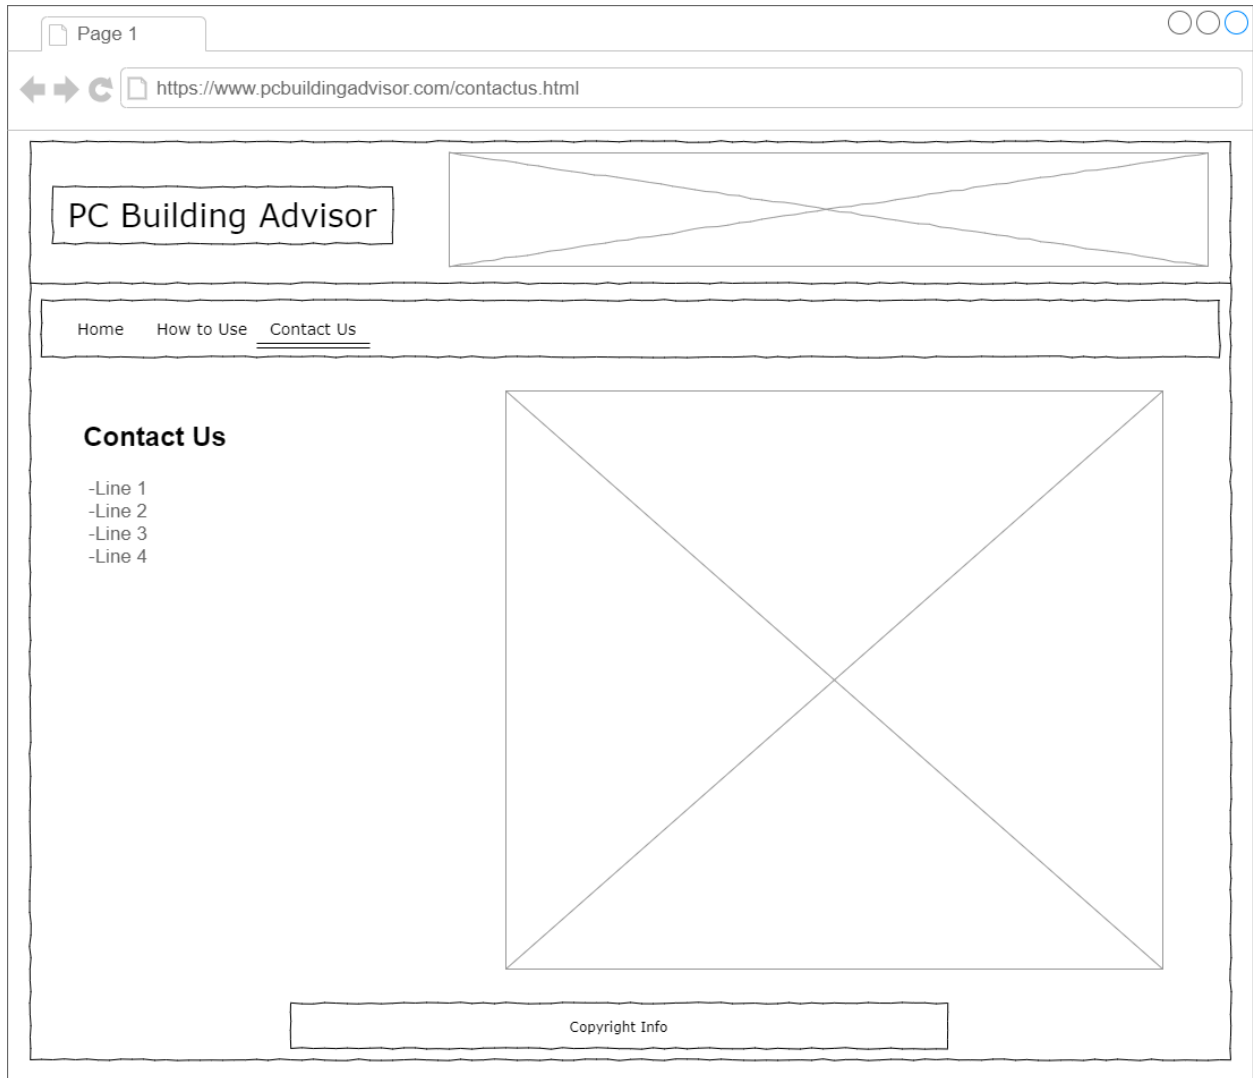 Page 1
https://www.pcbuildingadvisor.com/contactus.html
PC Building Advisor
Home How to Use Contact Us
Contact Us
-Line 1
-Line 2
-Line 3
-Line 4
Copyright Info